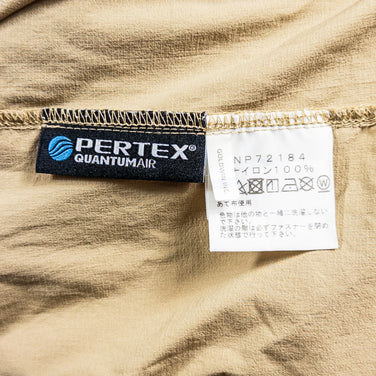 PERTEX®
QUANTUMAIR
GOLDWIN INC.
NP72184
ナイロン100%
W
あて布使用
色物は他の物と一緒に洗濯しない
で下さい。
洗濯の際は必ずファスナーを閉め
た状態で行って下さい。